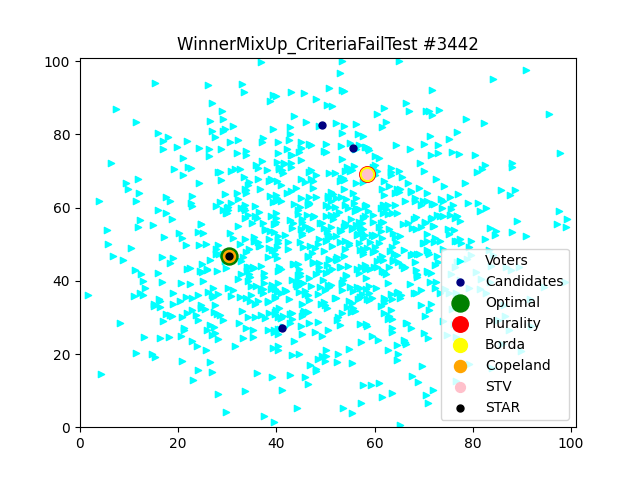 WinnerMixUp_CriteriaFailTest #3442
100
80
60
40
20
0
0 20 40 60 80 100
Voters
Candidates
Optimal
Plurality
Borda
Copeland
STV
STAR